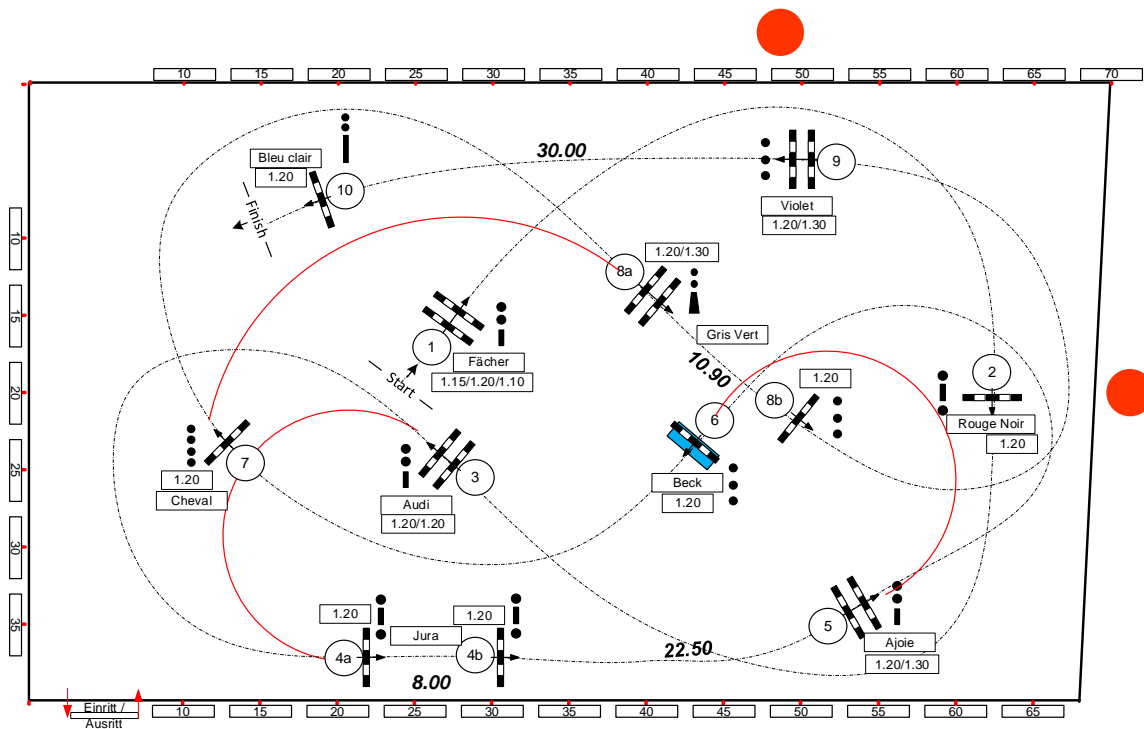 10 15 20 25 30 35 40 45 50 55 60 65 70
Bleu clair
1.20
10
Finish
30.00
9
Violet
1.20/1.30
10
8a
1.20/1.30
Gris Vert
15
1
Fächer
1.15/1.20/1.10
Start
10.90
8b
1.20
2
Rouge Noir
1.20
20
6
Beck
1.20
7
1.20
Cheval
25
3
Audi
1.20/1.20
30
35
5
Ajoie
1.20/1.30
1.20
Jura
1.20
4a
4b
8.00
22.50
Einritt /
Ausritt
10 15 20 25 30 35 40 45 50 55 60 65